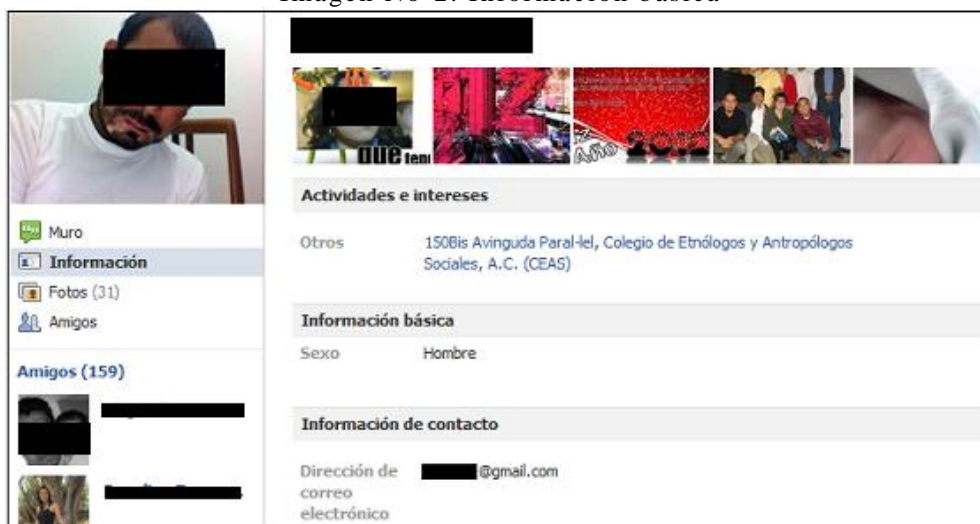 Imagen No 2. Información básica
que
Año
Actividades e intereses
Muro
Información
Fotos (31)
Amigos
Amigos (159)
Otros
150Bis Avinguda Paral·lel, Colegio de Etnólogos y Antropólogos
Sociales, A.C. (CEAS)
Información básica
Sexo
Hombre
Información de contacto
Dirección de
correo
electrónico
@gmail.com